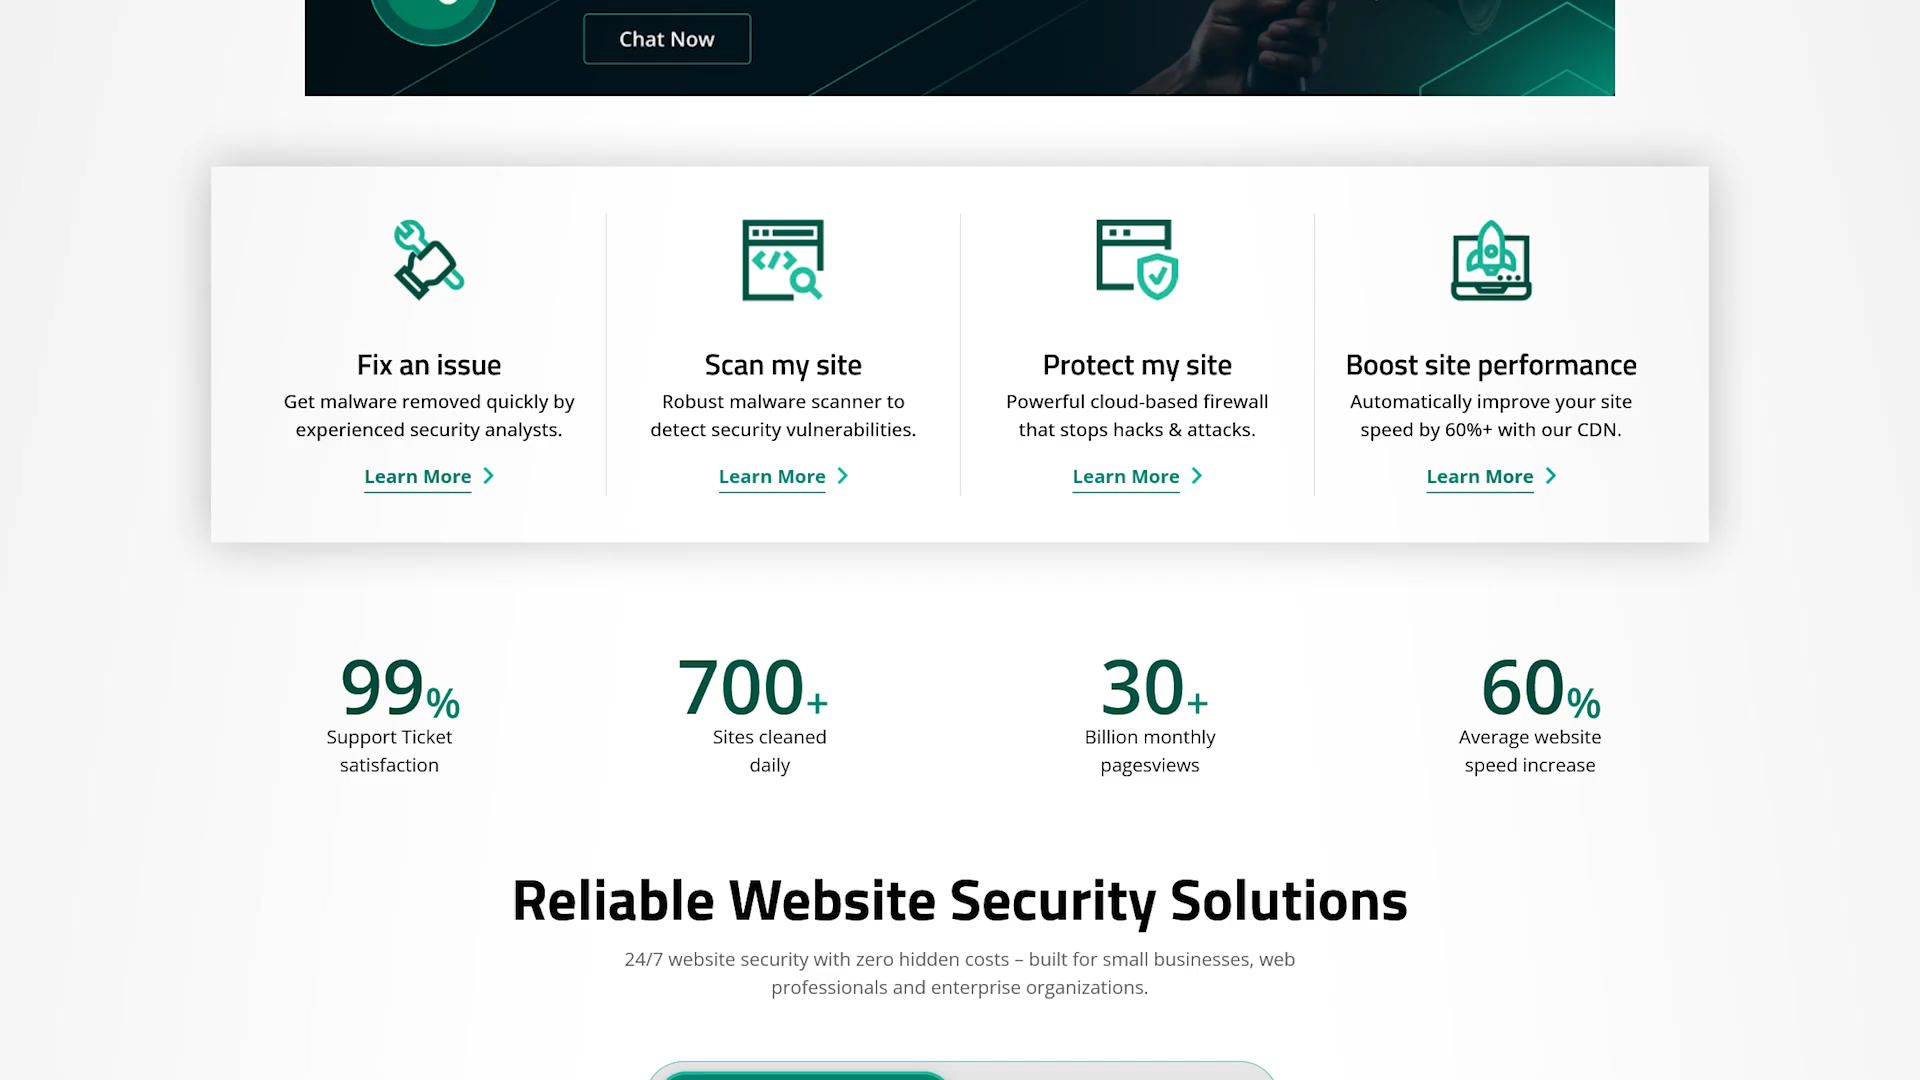 Chat Now
Fix an issue
Get malware removed quickly by
experienced security analysts.
Learn More
Scan my site
Robust malware scanner to
detect security vulnerabilities.
Learn More
Protect my site
Powerful cloud-based firewall
that stops hacks & attacks.
Learn More
Boost site performance
Automatically improve your site
speed by 60%+ with our CDN.
Learn More
99%
Support Ticket
satisfaction
700+
Sites cleaned
daily
30+
Billion monthly
pagesviews
60%
Average website
speed increase
Reliable Website Security Solutions
24/7 website security with zero hidden costs – built for small businesses, web
professionals and enterprise organizations.